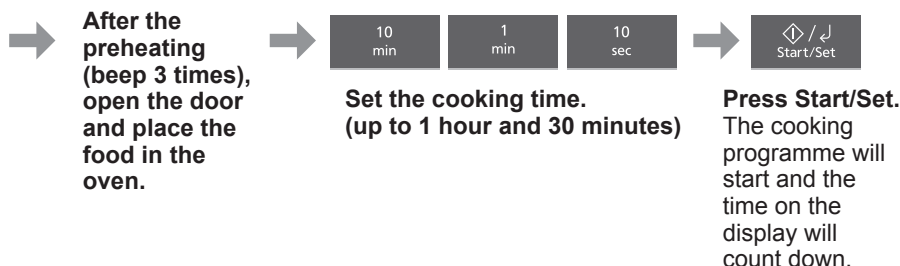 After the
preheating
(beep 3 times),
open the door
and place the
food in the
oven.
10
min
1
min
10
sec
Set the cooking time.
(up to 1 hour and 30 minutes)
/
Start/Set
Press Start/Set.
The cooking
programme will
start and the
time on the
display will
count down.